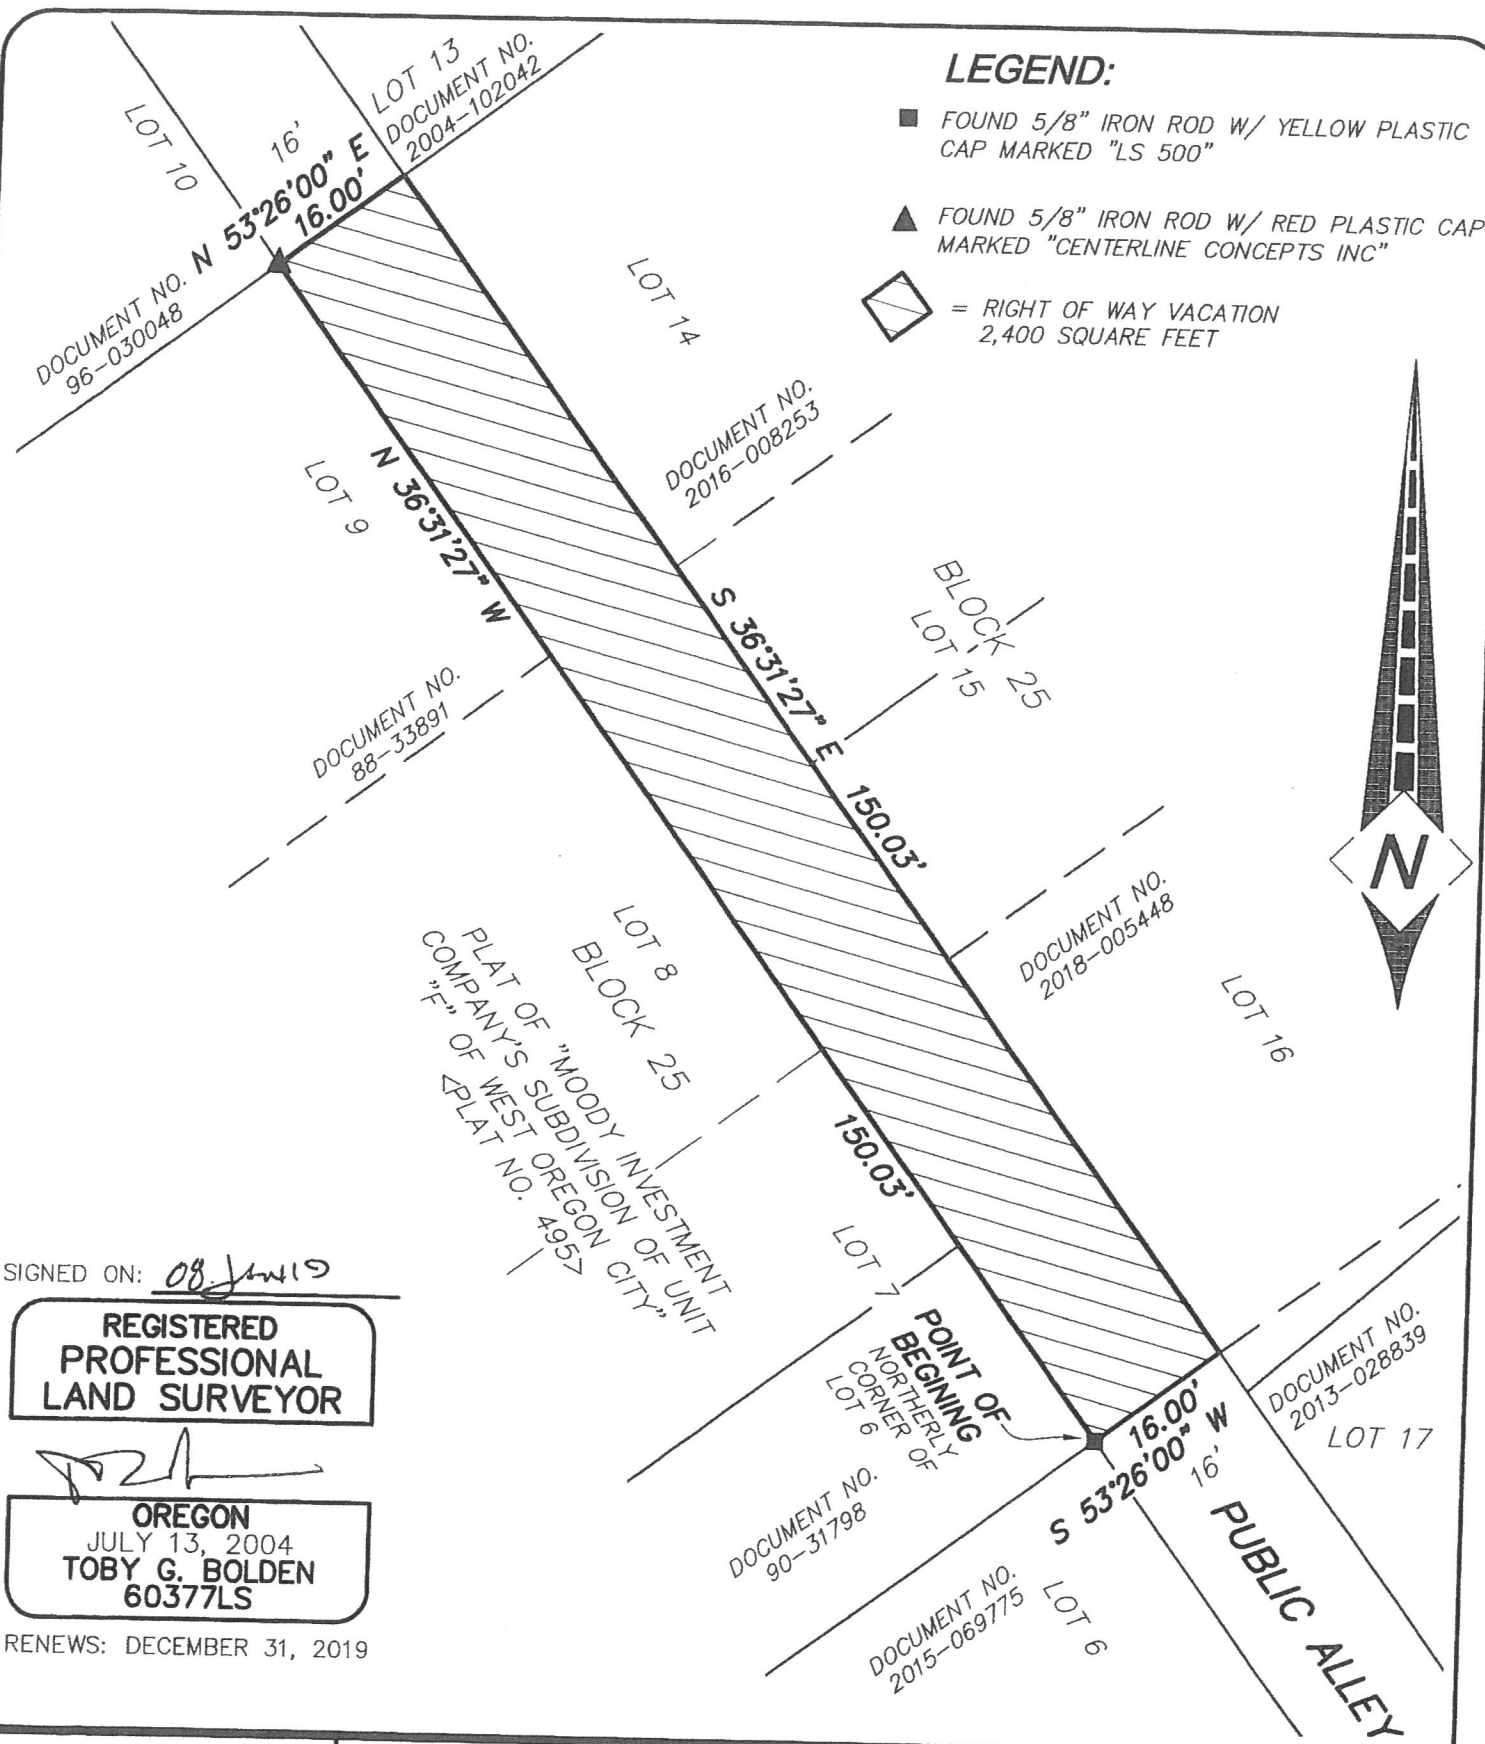 LEGEND:
FOUND 5/8" IRON ROD W/ YELLOW PLASTIC
CAP MARKED "LS 500"
FOUND 5/8" IRON ROD W/ RED PLASTIC CAP
MARKED "CENTERLINE CONCEPTS INC"
= RIGHT OF WAY VACATION
2,400 SQUARE FEET
LOT 10
16'
LOT 13
DOCUMENT NO.
2004-102042
N 53°26'00" E
16.00'
DOCUMENT NO.
96-030048
LOT 14
LOT 9
N 36°31'27" W
DOCUMENT NO.
2016-008253
S 36°31'27" E
150.03'
BLOCK 25
LOT 15
DOCUMENT NO.
88-33891
N
DOCUMENT NO.
2018-005448
LOT 16
LOT 8
BLOCK 25
PLAT OF "MOODY INVESTMENT
COMPANY'S SUBDIVISION OF UNIT
"F" OF WEST OREGON CITY"
<PLAT NO. 495>
150.03'
LOT 7
POINT OF
BEGINING
NORTHERLY
CORNER OF
LOT 6
16.00'
S 53°26'00" W
16'
PUBLIC ALLEY
DOCUMENT NO.
2013-028839
LOT 17
DOCUMENT NO.
90-31798
DOCUMENT NO.
2015-069775
LOT 6
SIGNED ON: 08
REGISTERED
PROFESSIONAL
LAND SURVEYOR
OREGON
JULY 13, 2004
TOBY G. BOLDEN
60377LS
RENEWS: DECEMBER 31, 2019